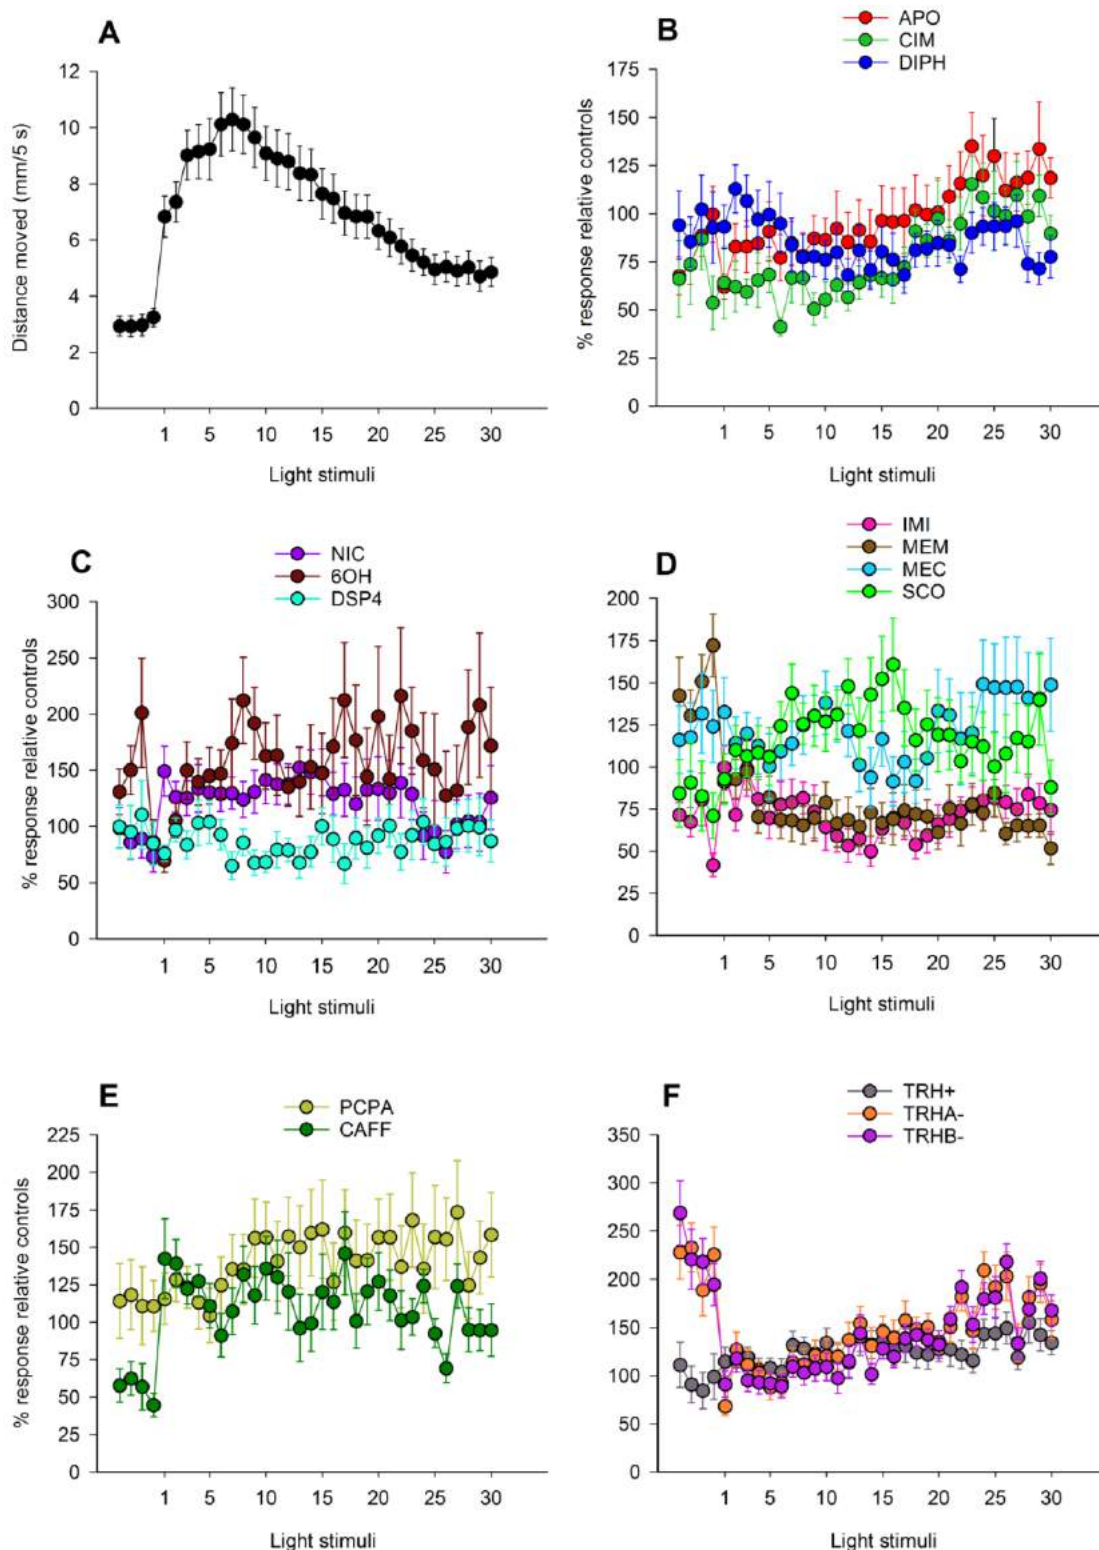 A
Distance moved (mm/5 s)
12
10
8
6
4
2
0
1 5 10 15 20 25 30
Light stimuli
B
APO
CIM
DIPH
% response relative controls
175
150
125
100
75
50
25
0
1 5 10 15 20 25 30
Light stimuli
C
NIC
6OH
DSP4
% response relative controls
300
250
200
150
100
50
0
1 5 10 15 20 25 30
Light stimuli
D
IMI
MEM
MEC
SCO
% response relative controls
200
175
150
125
100
75
50
25
0
1 5 10 15 20 25 30
Light stimuli
E
PCPA
CAFF
% response relative controls
225
200
175
150
125
100
75
50
25
0
1 5 10 15 20 25 30
Light stimuli
F
TRH+
TRHA-
TRHB-
% response relative controls
350
300
250
200
150
100
50
0
1 5 10 15 20 25 30
Light stimuli